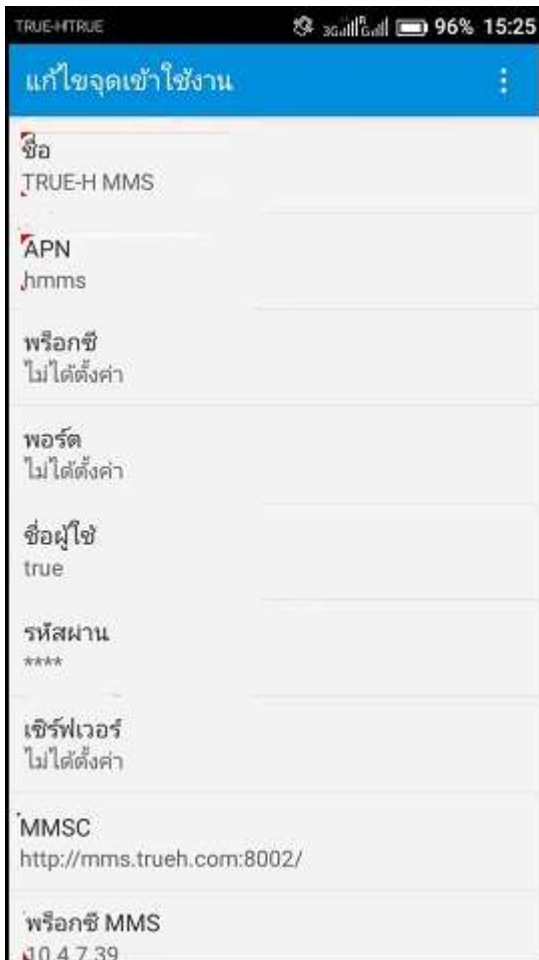 TRUE-HTRUE 3G R 96% 15:25
แก้ไขจุดเข้าใช้งาน
ชื่อ
TRUE-H MMS
APN
hmms
พร็อกซี
ไม่ได้ตั้งค่า
พอร์ต
ไม่ได้ตั้งค่า
ชื่อผู้ใช้
true
รหัสผ่าน
****
เซิร์ฟเวอร์
ไม่ได้ตั้งค่า
MMSC
http://mms.trueh.com:8002/
พร็อกซี MMS
10.4.7.39